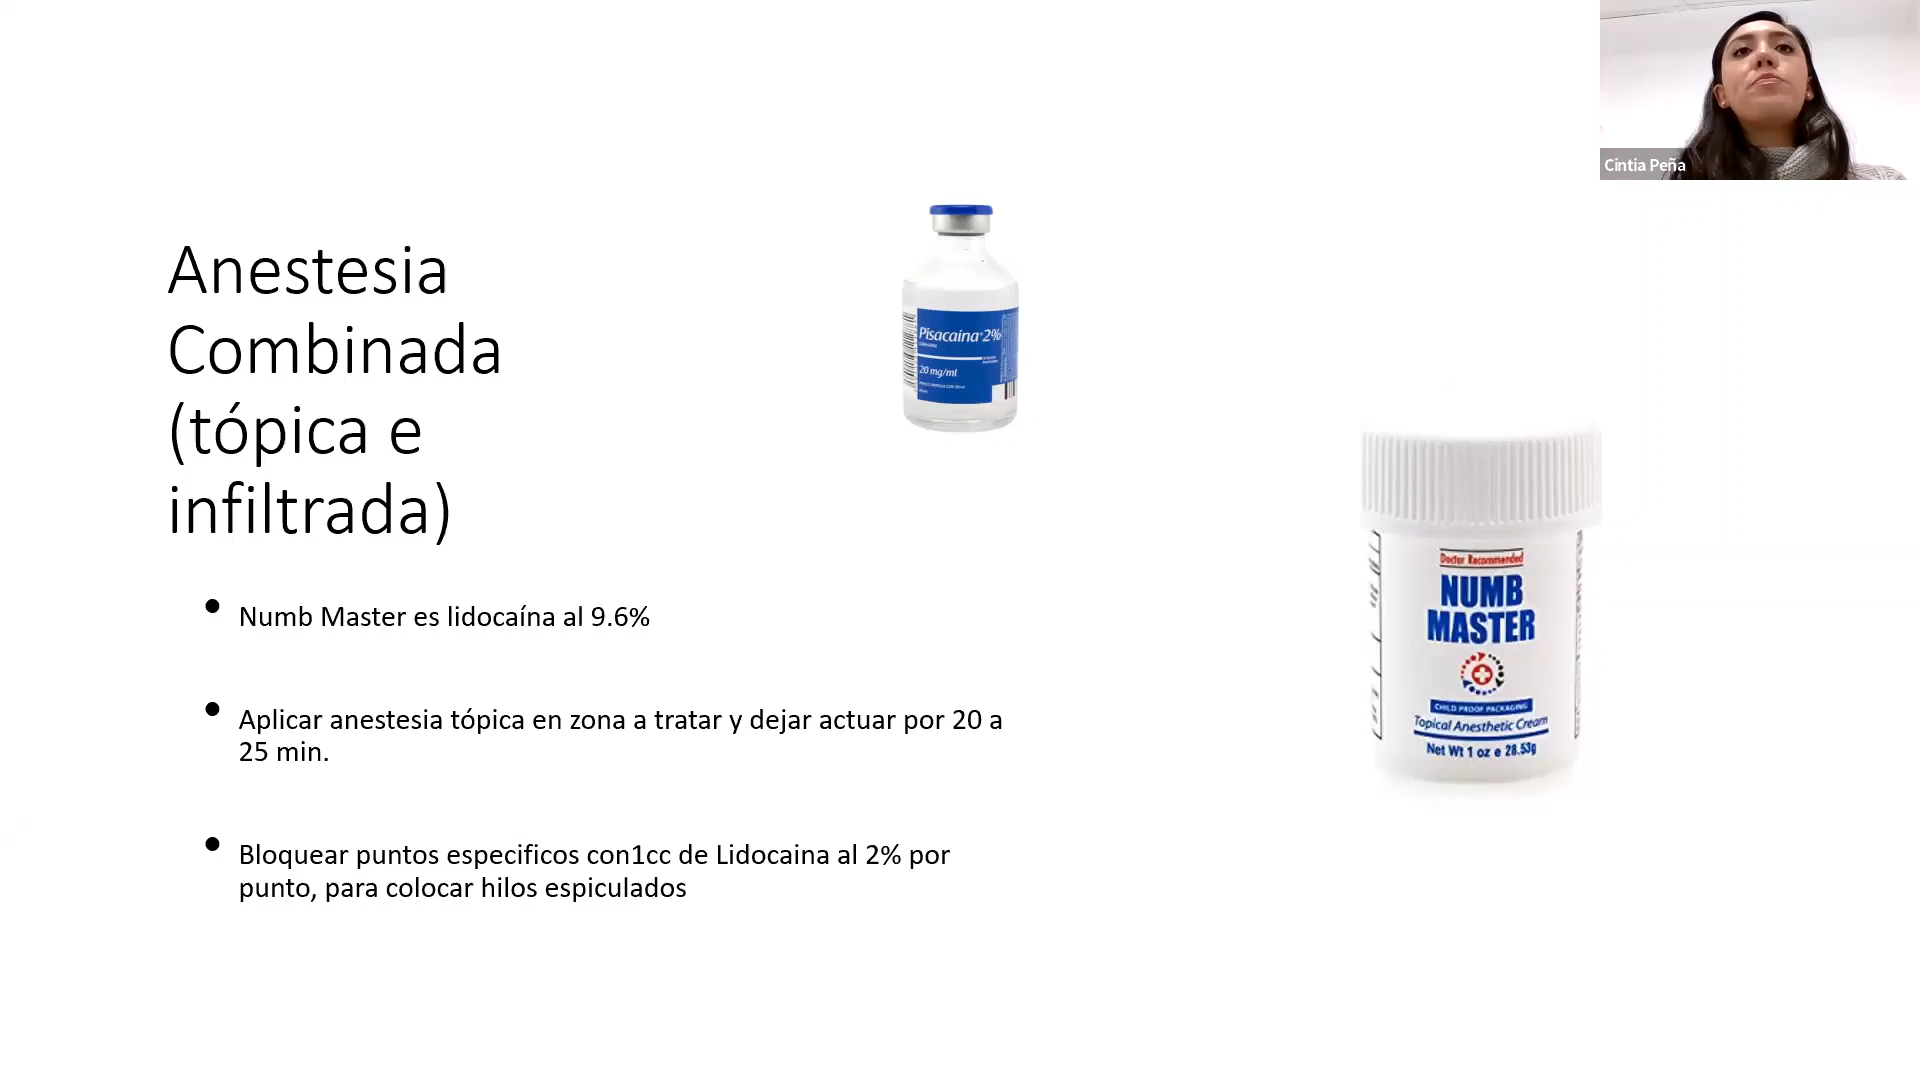 Cintia Peña
Anestesia
Combinada
(tópica e
infiltrada)
Pisacaína® 2%
20 mg/ml
Doctor Recommended
NUMB
MASTER
CHILD PROOF PACKAGING
Topical Anesthetic Cream
Net Wt 1 oz e 28.53g
• Numb Master es lidocaína al 9.6%
• Aplicar anestesia tópica en zona a tratar y dejar actuar por 20 a
25 min.
• Bloquear puntos especificos con1cc de Lidocaina al 2% por
punto, para colocar hilos espiculados